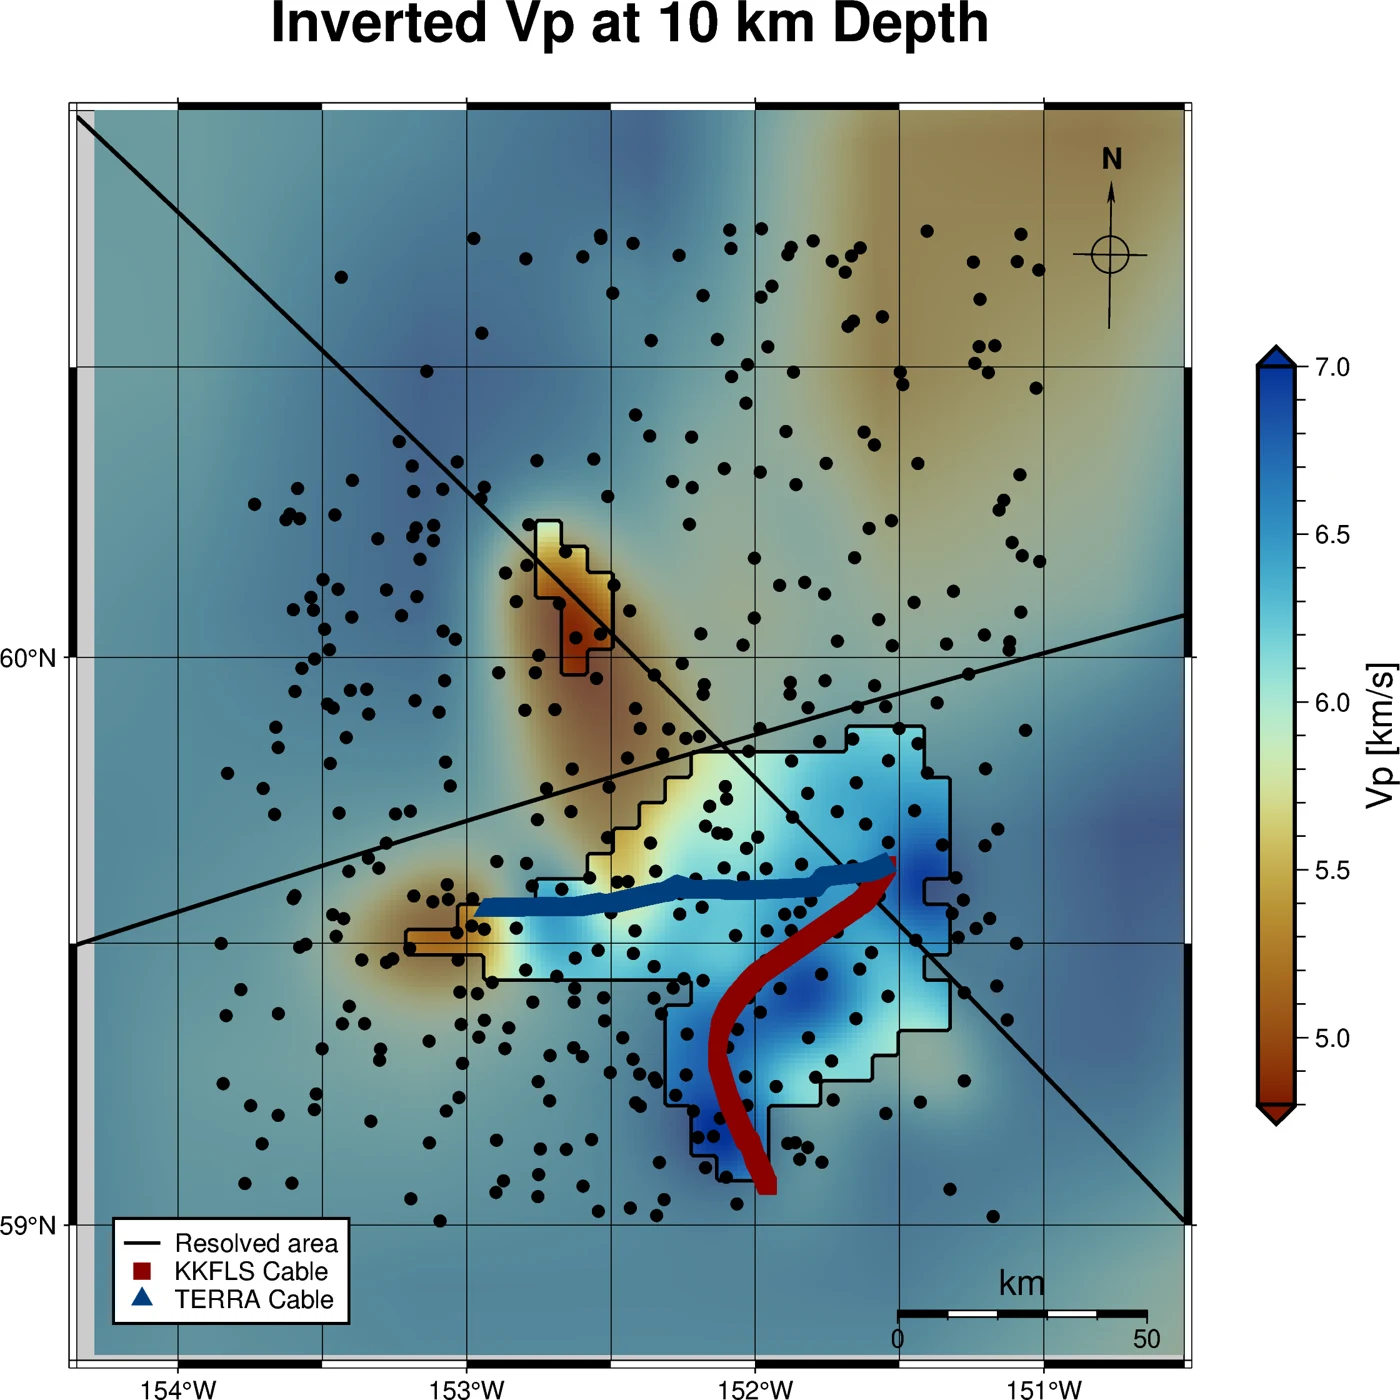 Inverted Vp at 10 km Depth
N
7.0
6.5
6.0
5.5
5.0
Vp [km/s]
60°N
59°N
Resolved area
KKFLS Cable
TERRA Cable
km
0 50
154°W 153°W 152°W 151°W